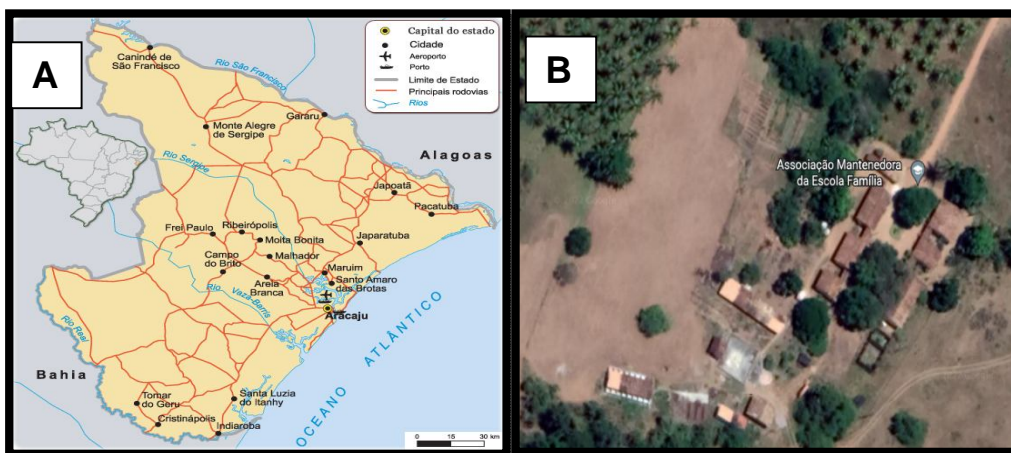 A
Capital do estado
Cidade
Aeroporto
Porto
Limite de Estado
Principais rodovias
Rios
Canindé de
São Francisco
Rio São Francisco
Gararu
Monte Alegre
de Sergipe
Alagoas
Rio Sergipe
Japoatã
Pacatuba
Ribeirópolis
Frei Paulo
Moita Bonita
Japaratuba
Malhador
Campo
do Brito
Maruim
Areia
Branca
Santo Amaro
das Brotas
Rio Vaza-Barris
Aracaju
Rio Real
OCEANO ATLÂNTICO
Bahia
Tomar
do Geru
Santa Luzia
do Itanhy
Cristinápolis
Indiaroba
0 15 30 km
B
Associação Mantenedora
da Escola Família